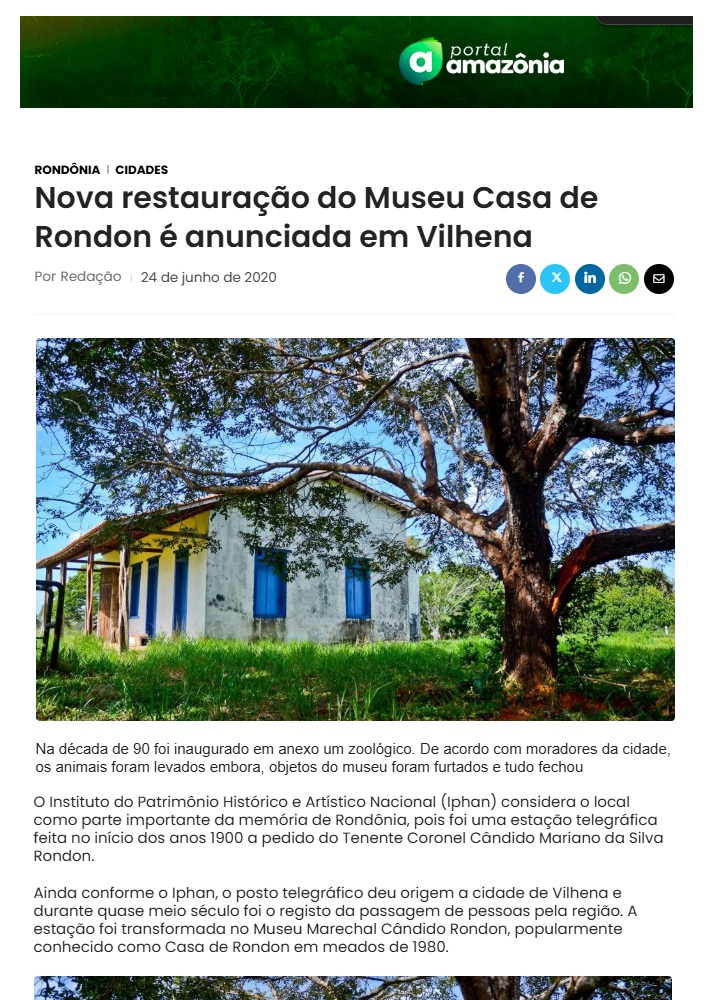 portal
amazônia
RONDÔNIA | CIDADES
Nova restauração do Museu Casa de
Rondon é anunciada em Vilhena
Por Redação | 24 de junho de 2020
Na década de 90 foi inaugurado em anexo um zoológico. De acordo com moradores da cidade,
os animais foram levados embora, objetos do museu foram furtados e tudo fechou
O Instituto do Patrimônio Histórico e Artístico Nacional (Iphan) considera o local
como parte importante da memória de Rondônia, pois foi uma estação telegráfica
feita no início dos anos 1900 a pedido do Tenente Coronel Cândido Mariano da Silva
Rondon.
Ainda conforme o Iphan, o posto telegráfico deu origem a cidade de Vilhena e
durante quase meio século foi o registo da passagem de pessoas pela região. A
estação foi transformada no Museu Marechal Cândido Rondon, popularmente
conhecido como Casa de Rondon em meados de 1980.